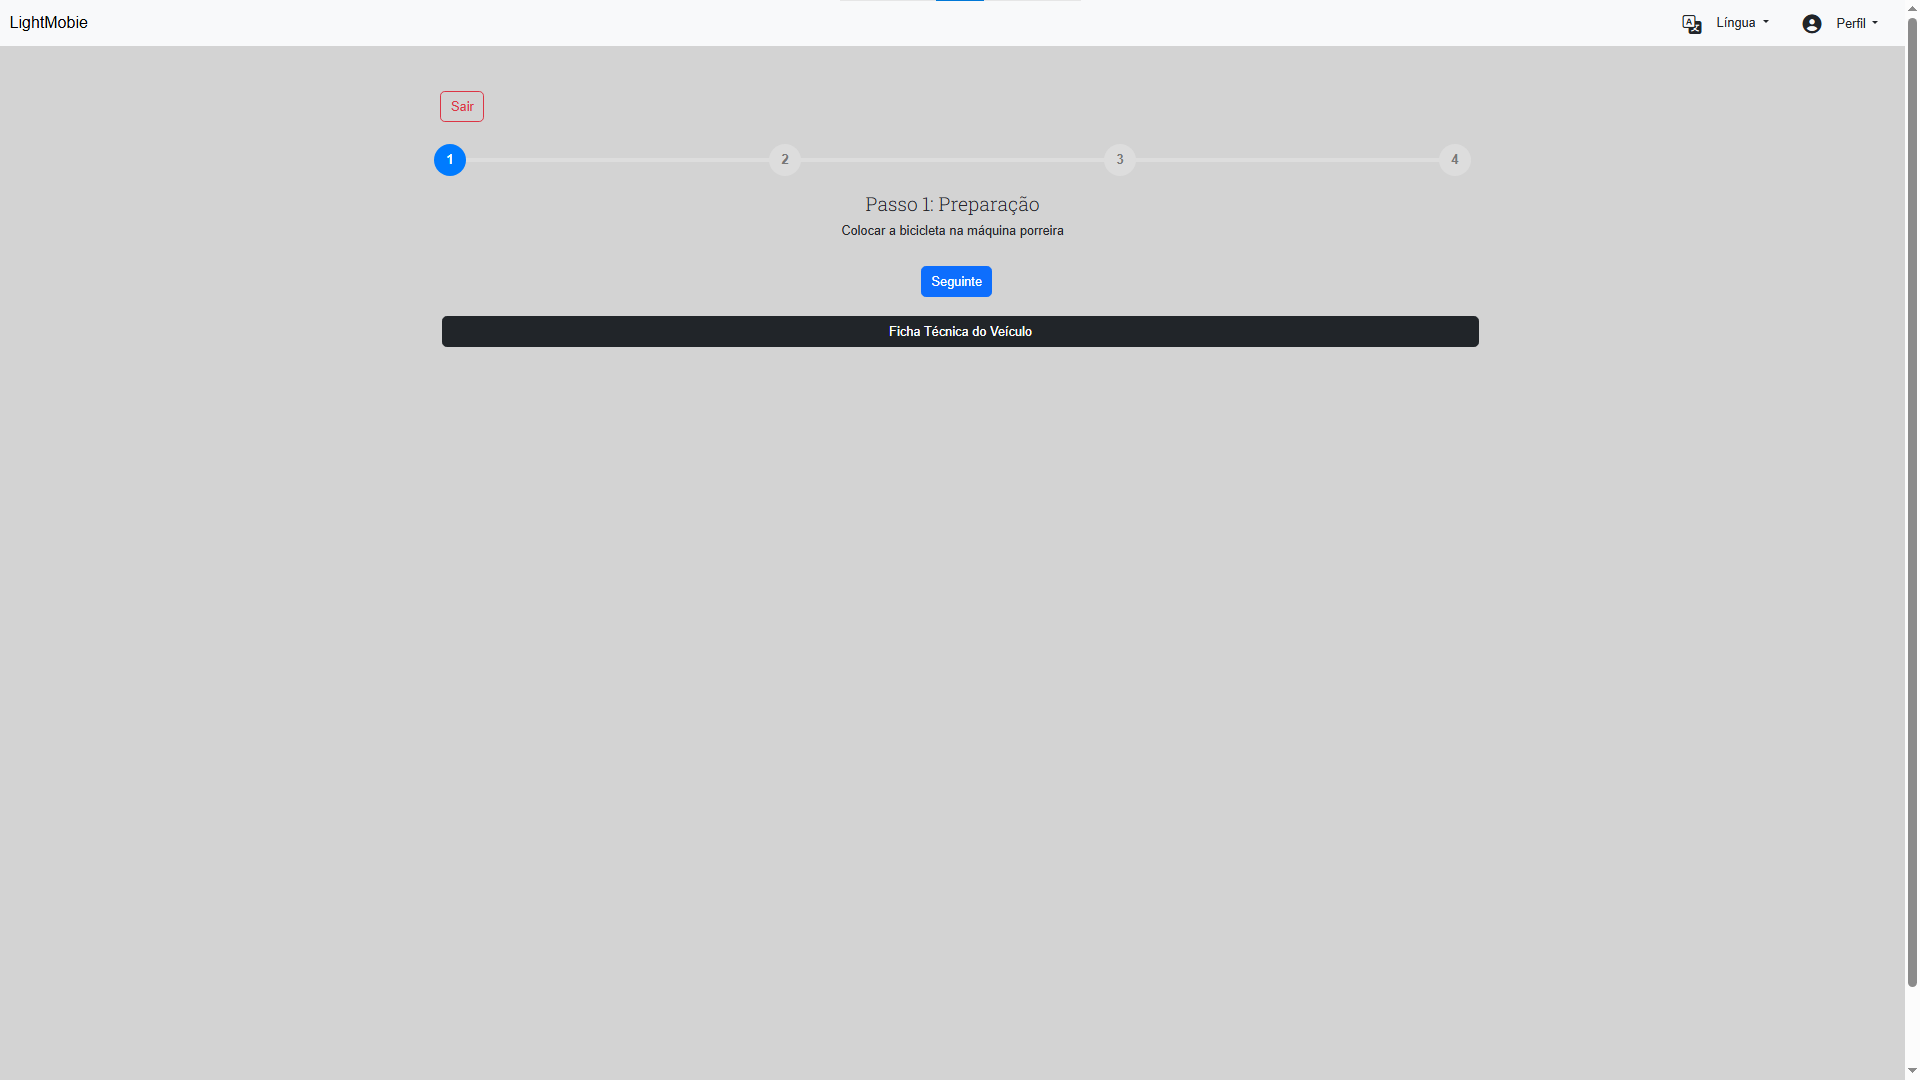 LightMobie
Língua
Perfil
Sair
1 2 3 4
Passo 1: Preparação
Colocar a bicicleta na máquina porreira
Seguinte
Ficha Técnica do Veículo